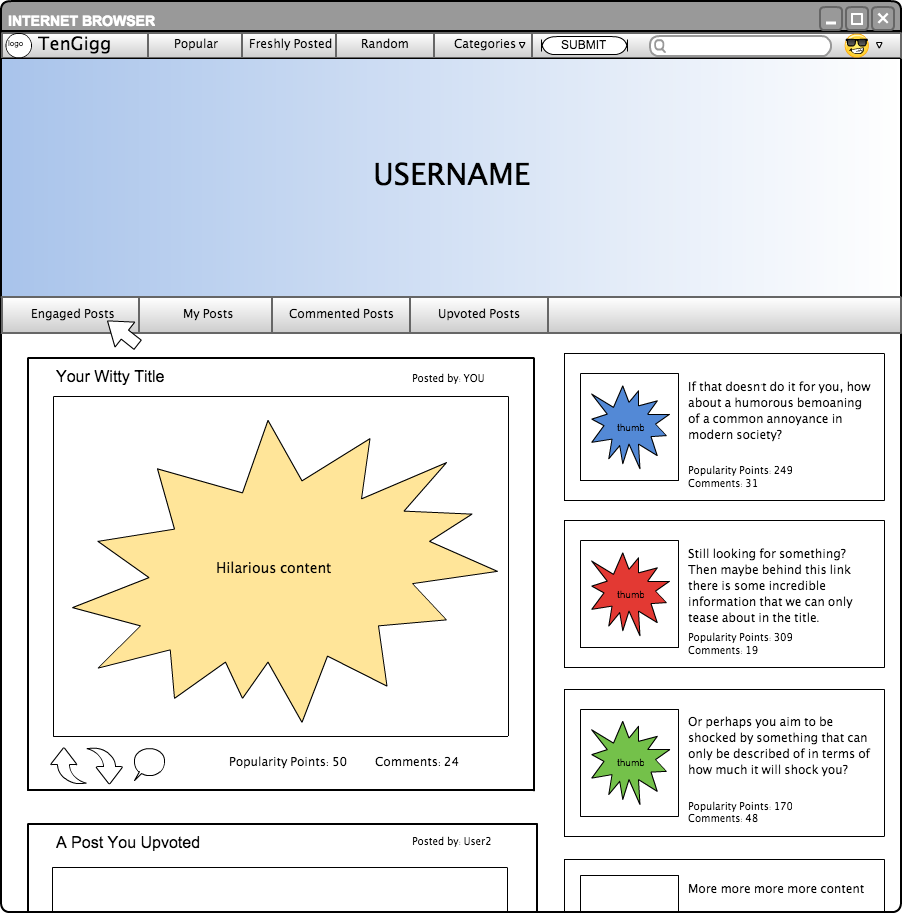 INTERNET BROWSER
logo TenGigg Popular Freshly Posted Random Categories SUBMIT
USERNAME
Engaged Posts My Posts Commented Posts Upvoted Posts
Your Witty Title Posted by: YOU
Hilarious content
Popularity Points: 50 Comments: 24
A Post You Upvoted Posted by: User2
thumb
If that doesn't do it for you, how
about a humorous bemoaning
of a common annoyance in
modern society?
Popularity Points: 249
Comments: 31
thumb
Still looking for something?
Then maybe behind this link
there is some incredible
information that we can only
tease about in the title.
Popularity Points: 309
Comments: 19
thumb
Or perhaps you aim to be
shocked by something that can
only be described of in terms of
how much it will shock you?
Popularity Points: 170
Comments: 48
More more more more content